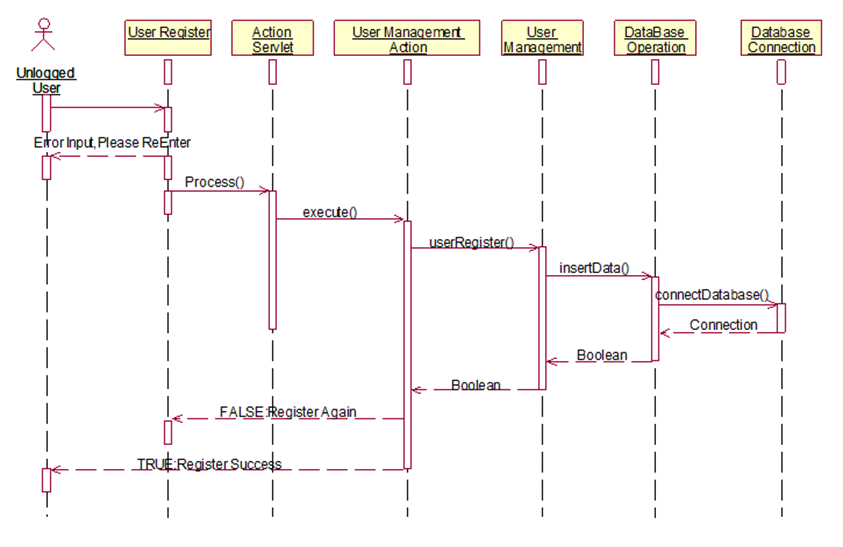 User Register
Action
Servlet
User Management
Action
User
Management
DataBase
Operation
Database
Connection
Unlogged
User
Error Input,Please ReEnter
Process()
execute()
userRegister()
insertData()
connectDatabase()
Connection
Boolean
Boolean
FALSE:Register Again
TRUE:Register Success